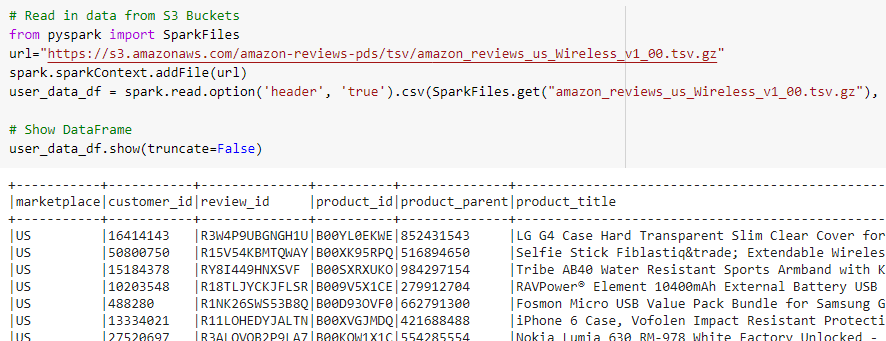 # Read in data from S3 Buckets
from pyspark import SparkFiles
url="https://s3.amazonaws.com/amazon-reviews-pds/tsv/amazon_reviews_us_Wireless_v1_00.tsv.gz"
spark.sparkContext.addFile(url)
user_data_df = spark.read.option('header', 'true').csv(SparkFiles.get("amazon_reviews_us_Wireless_v1_00.tsv.gz"),
# Show DataFrame
user_data_df.show(truncate=False)
|marketplace|customer_id|review_id |product_id|product_parent|product_title
|US |16414143 |R3W4P9UBGNGH1U|B00YL0EKWE|852431543 |LG G4 Case Hard Transparent Slim Clear Cover for
|US |50800750 |R15V54KBMTQWAY|B00XK95RPQ|516894650 |Selfie Stick Fiblastiq&trade; Extendable Wireles
|US |15184378 |RY8I449HNXSVF |B00SXRXUKO|984297154 |Tribe AB40 Water Resistant Sports Armband with K
|US |10203548 |R18TLJYCKJFLSR|B009V5X1CE|279912704 |RAVPower® Element 10400mAh External Battery USB
|US |488280 |R1NK26SWS53B8Q|B00D93OVF0|662791300 |Fosmon Micro USB Value Pack Bundle for Samsung G
|US |13334021 |R11LOHEDYJALTN|B00XVGJMDQ|421688488 |iPhone 6 Case, Vofolen Impact Resistant Protecti
|US |27520697 |R3ALQVQB2P9LA7|B00KQW1X1C|554285554 |Nokia Lumia 630 RM-978 White Factory Unlocked -